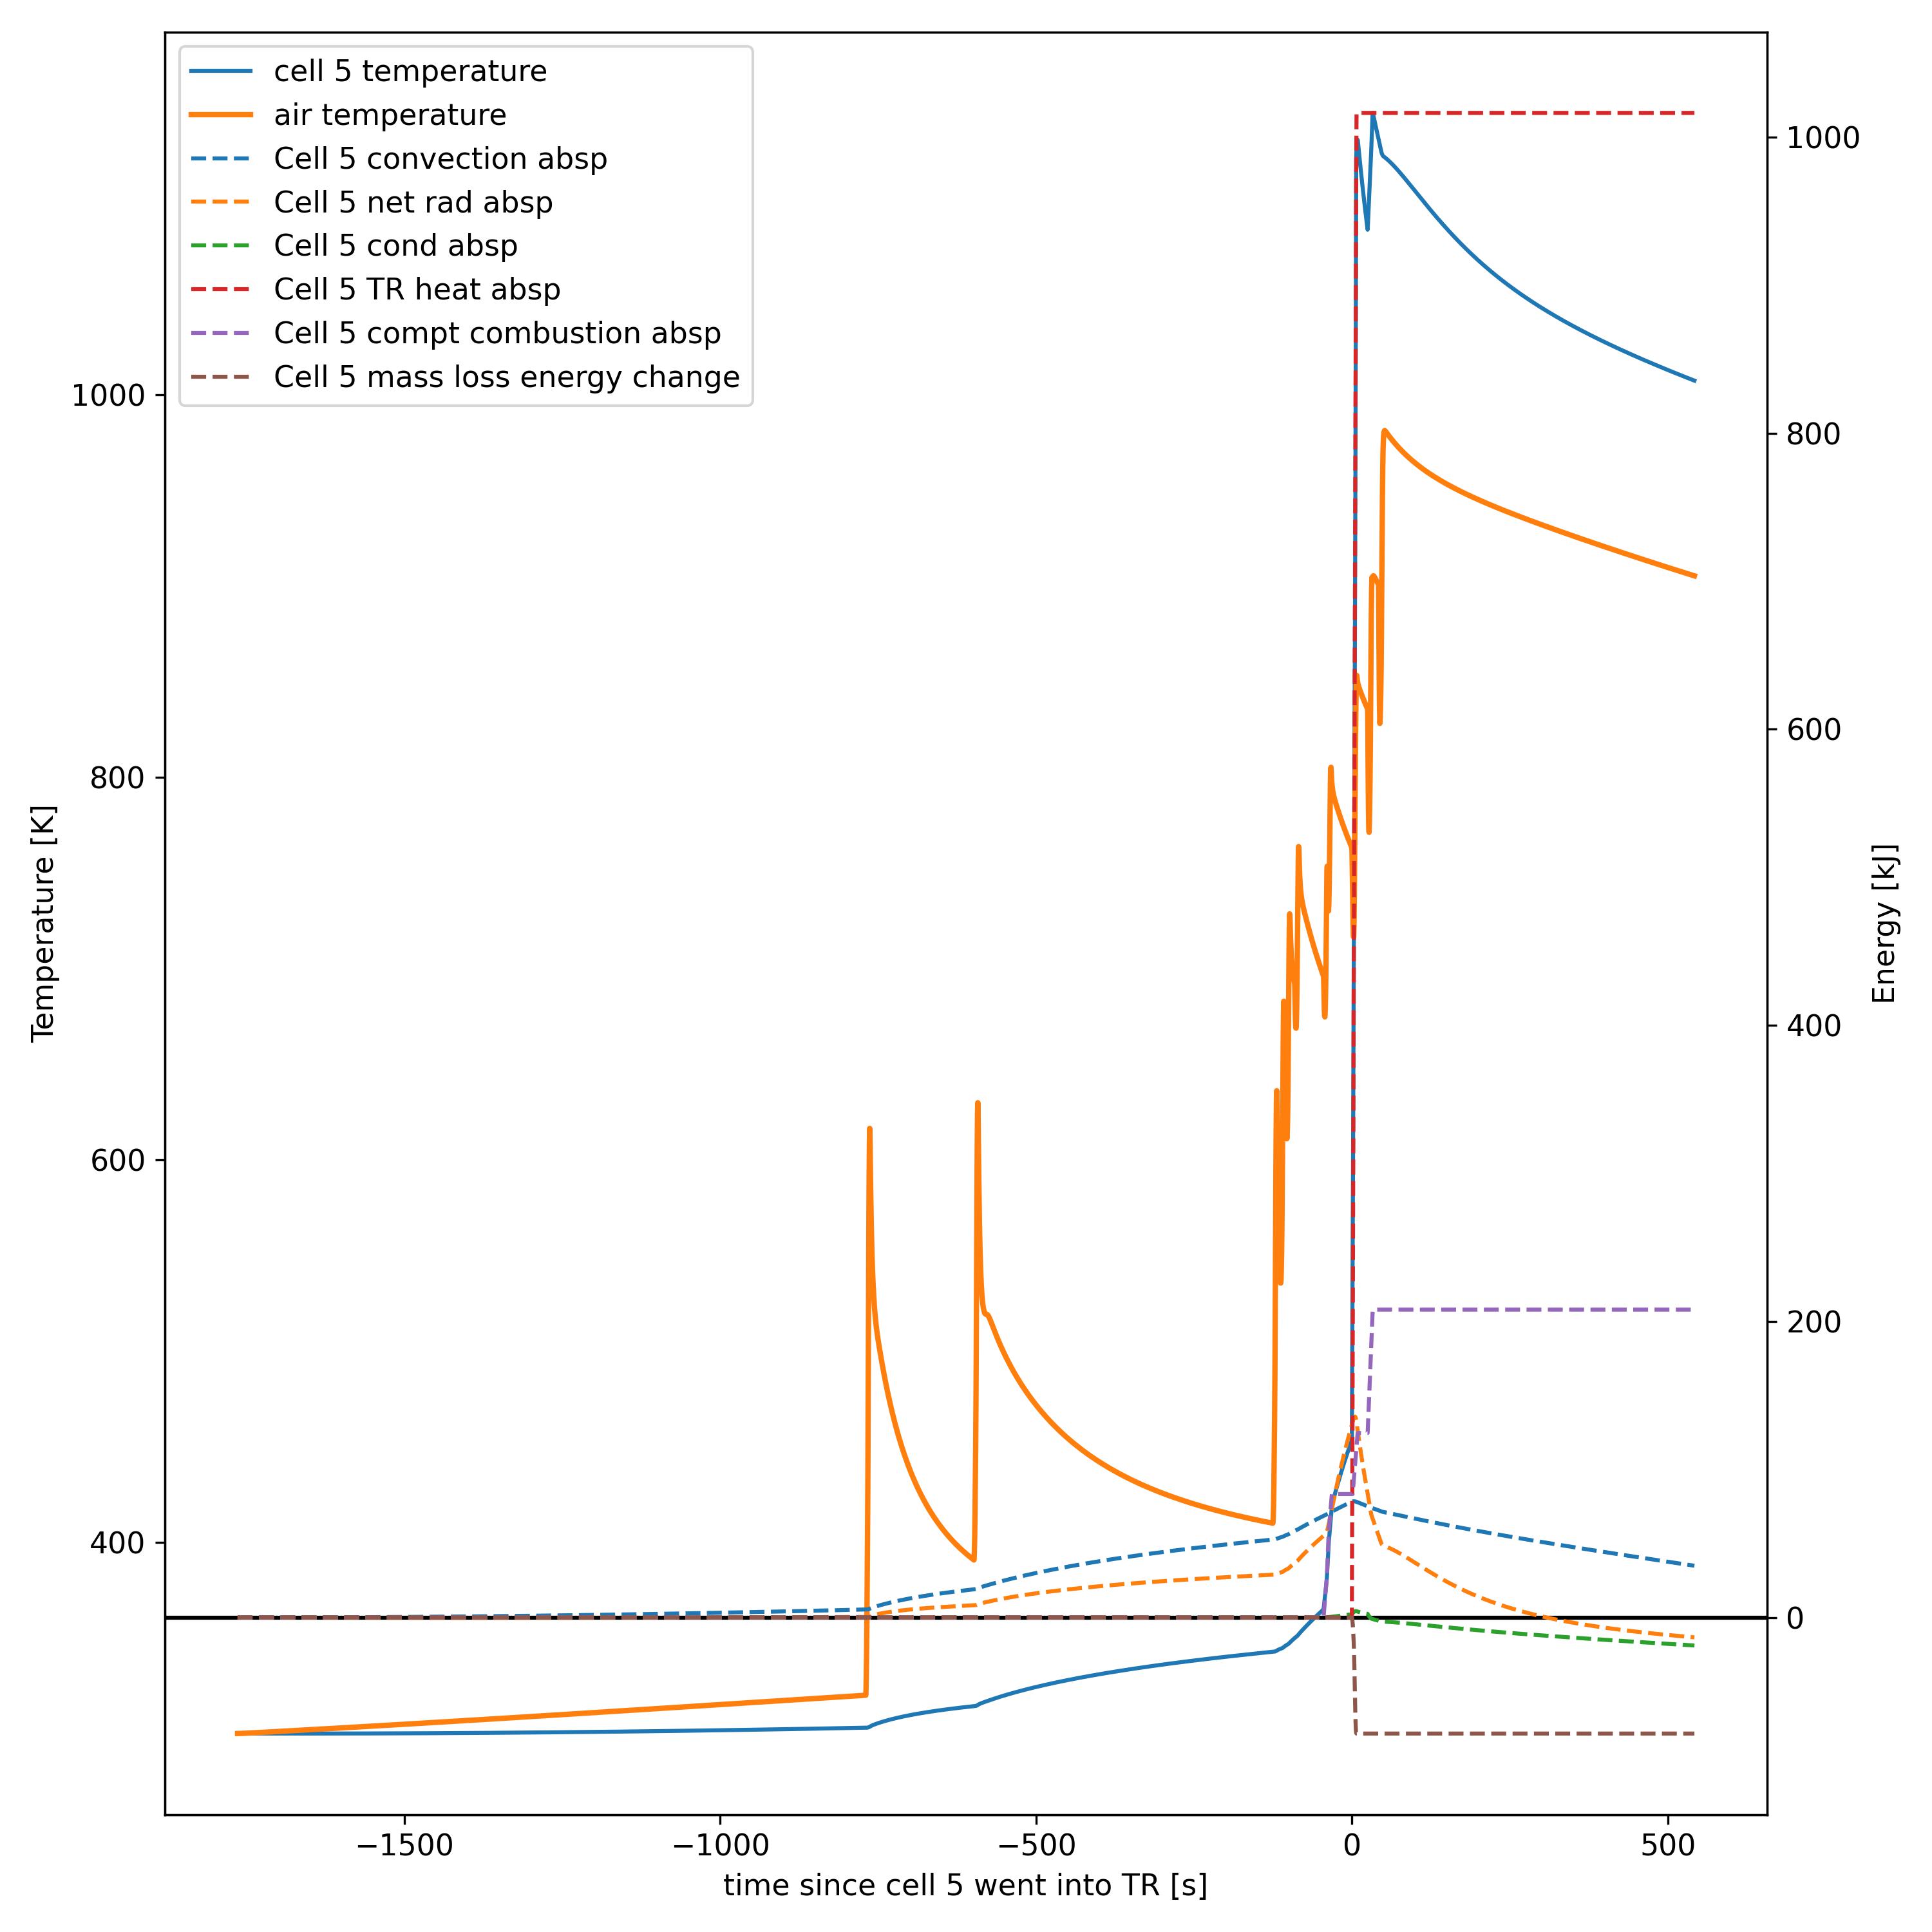 cell 5 temperature
air temperature
Cell 5 convection absp
Cell 5 net rad absp
Cell 5 cond absp
Cell 5 TR heat absp
Cell 5 compt combustion absp
Cell 5 mass loss energy change
1000
800
600
400
Temperature [K]
1000
800
600
400
200
0
Energy [kJ]
−1500
−1000
−500
0
500
time since cell 5 went into TR [s]